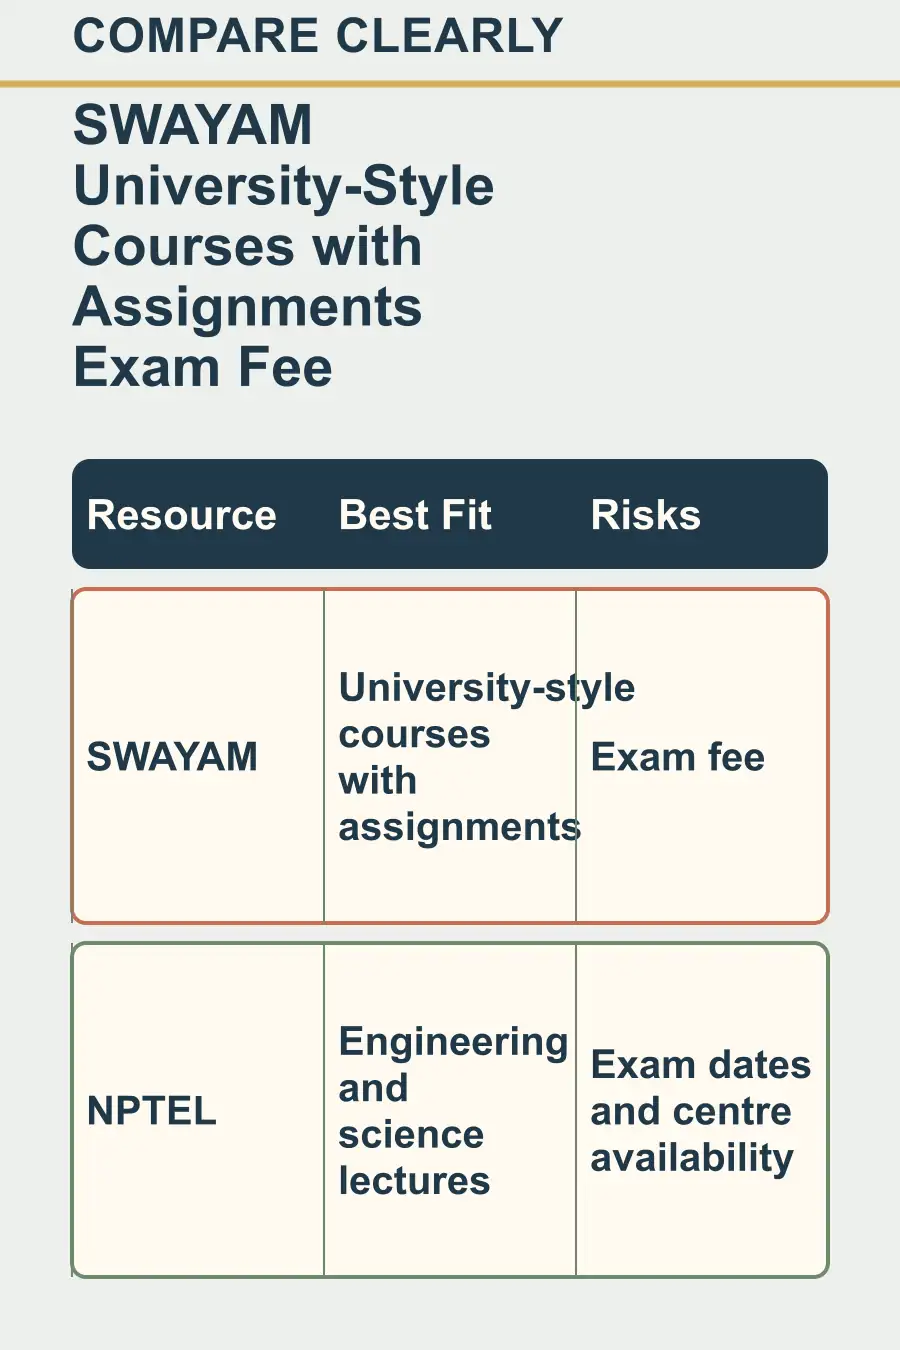 COMPARE CLEARLY
SWAYAM
University-Style
Courses with
Assignments
Exam Fee
Resource Best Fit Risks
SWAYAM
University-style
courses
with
assignments
Exam fee
NPTEL
Engineering
and
science
lectures
Exam dates
and centre
availability